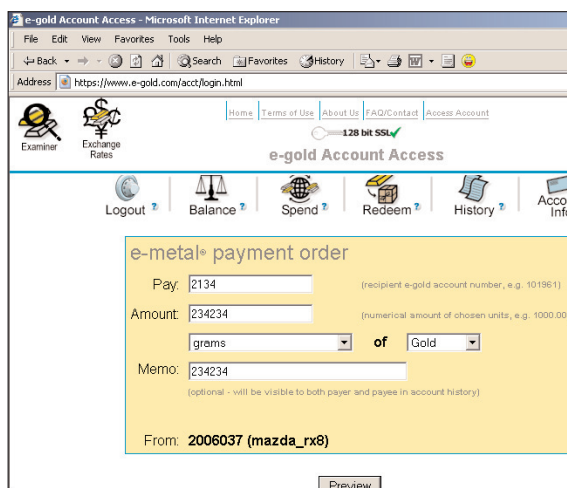 e-gold Account Access - Microsoft Internet Explorer
File Edit View Favorites Tools Help
Back Search Favorites History
Address https://www.e-gold.com/acct/login.html
Home Terms of Use About Us FAQ/Contact Access Account
128 bit SSL
Examiner Exchange Rates
e-gold Account Access
Logout ? Balance ? Spend ? Redeem ? History ?
e-metal® payment order
Pay: 2134 (recipient e-gold account number, e.g. 101961)
Amount: 234234 (numerical amount of chosen units, e.g. 1000.00
grams of Gold
Memo: 234234
(optional - will be visible to both payer and payee in account history)
From: 2006037 (mazda_rx8)
Preview